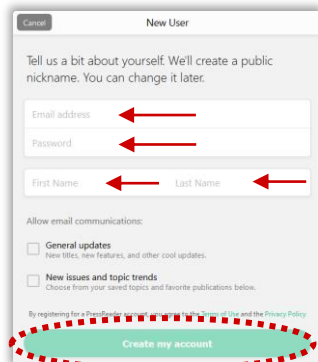 Cancel
New User
Tell us a bit about yourself. We'll create a public
nickname. You can change it later.
Email address
Password
First Name
Last Name
Allow email communications:
General updates
New titles, new features, and other cool updates.
New issues and topic trends
Choose from your saved topics and favorite publications below.
By registering for a PressReader account, you agree to the Terms of Use and the Privacy Policy
Create my account